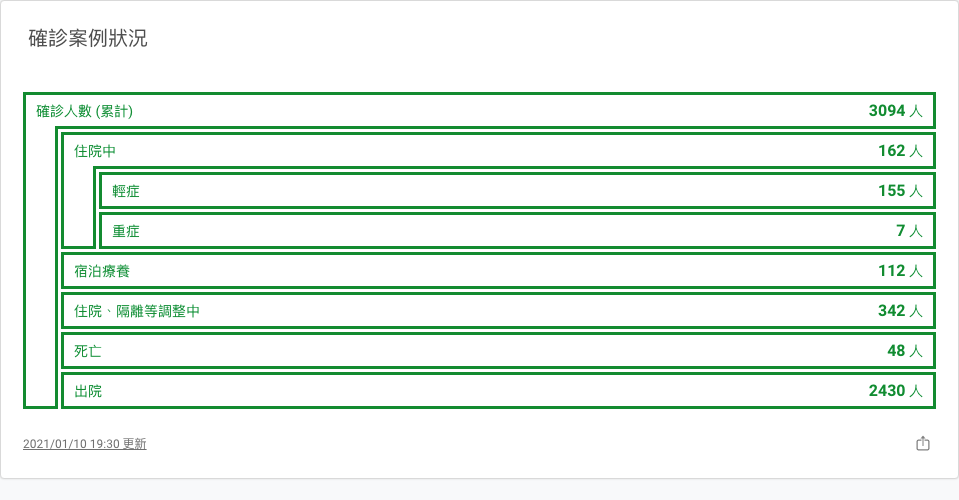 確診案例狀況
確診人數 (累計) 3094 人
住院中 162 人
輕症 155 人
重症 7 人
宿泊療養 112 人
住院、隔離等調整中 342 人
死亡 48 人
出院 2430 人
2021/01/10 19:30 更新